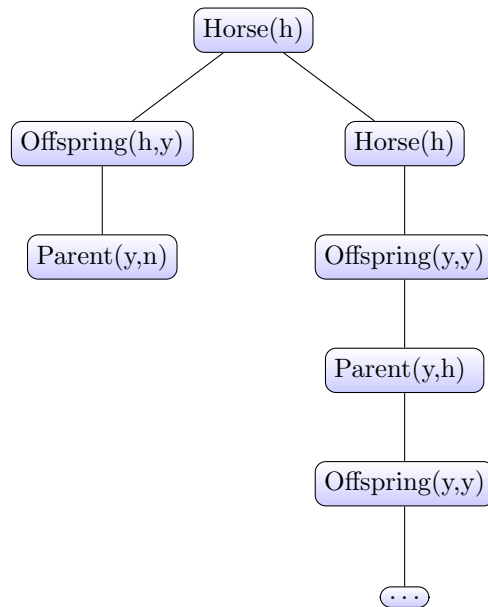 Horse(h)
Offspring(h,y)
Horse(h)
Parent(y,n)
Offspring(y,y)
Parent(y,h)
Offspring(y,y)
...